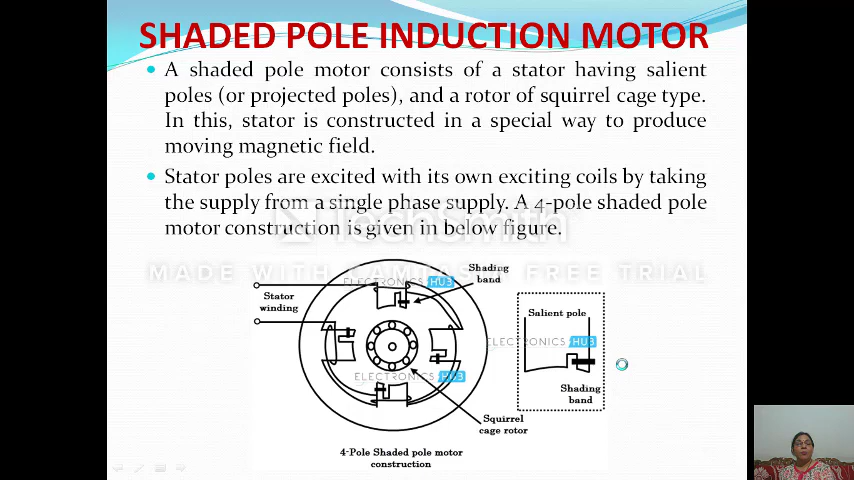 SHADED POLE INDUCTION MOTOR
• A shaded pole motor consists of a stator having salient
poles (or projected poles), and a rotor of squirrel cage type.
In this, stator is constructed in a special way to produce
moving magnetic field.
• Stator poles are excited with its own exciting coils by taking
the supply from a single phase supply. A 4-pole shaded pole
motor construction is given in below figure.
TechSmith
MADE WITH CAMTASIA FREE TRIAL
Shading
band
ELECTRONICS HUB
Stator
winding
Salient pole
ELECTRONICS HUB
ELECTRONICS HUB
Shading
band
Squirrel
cage rotor
4-Pole Shaded pole motor
construction